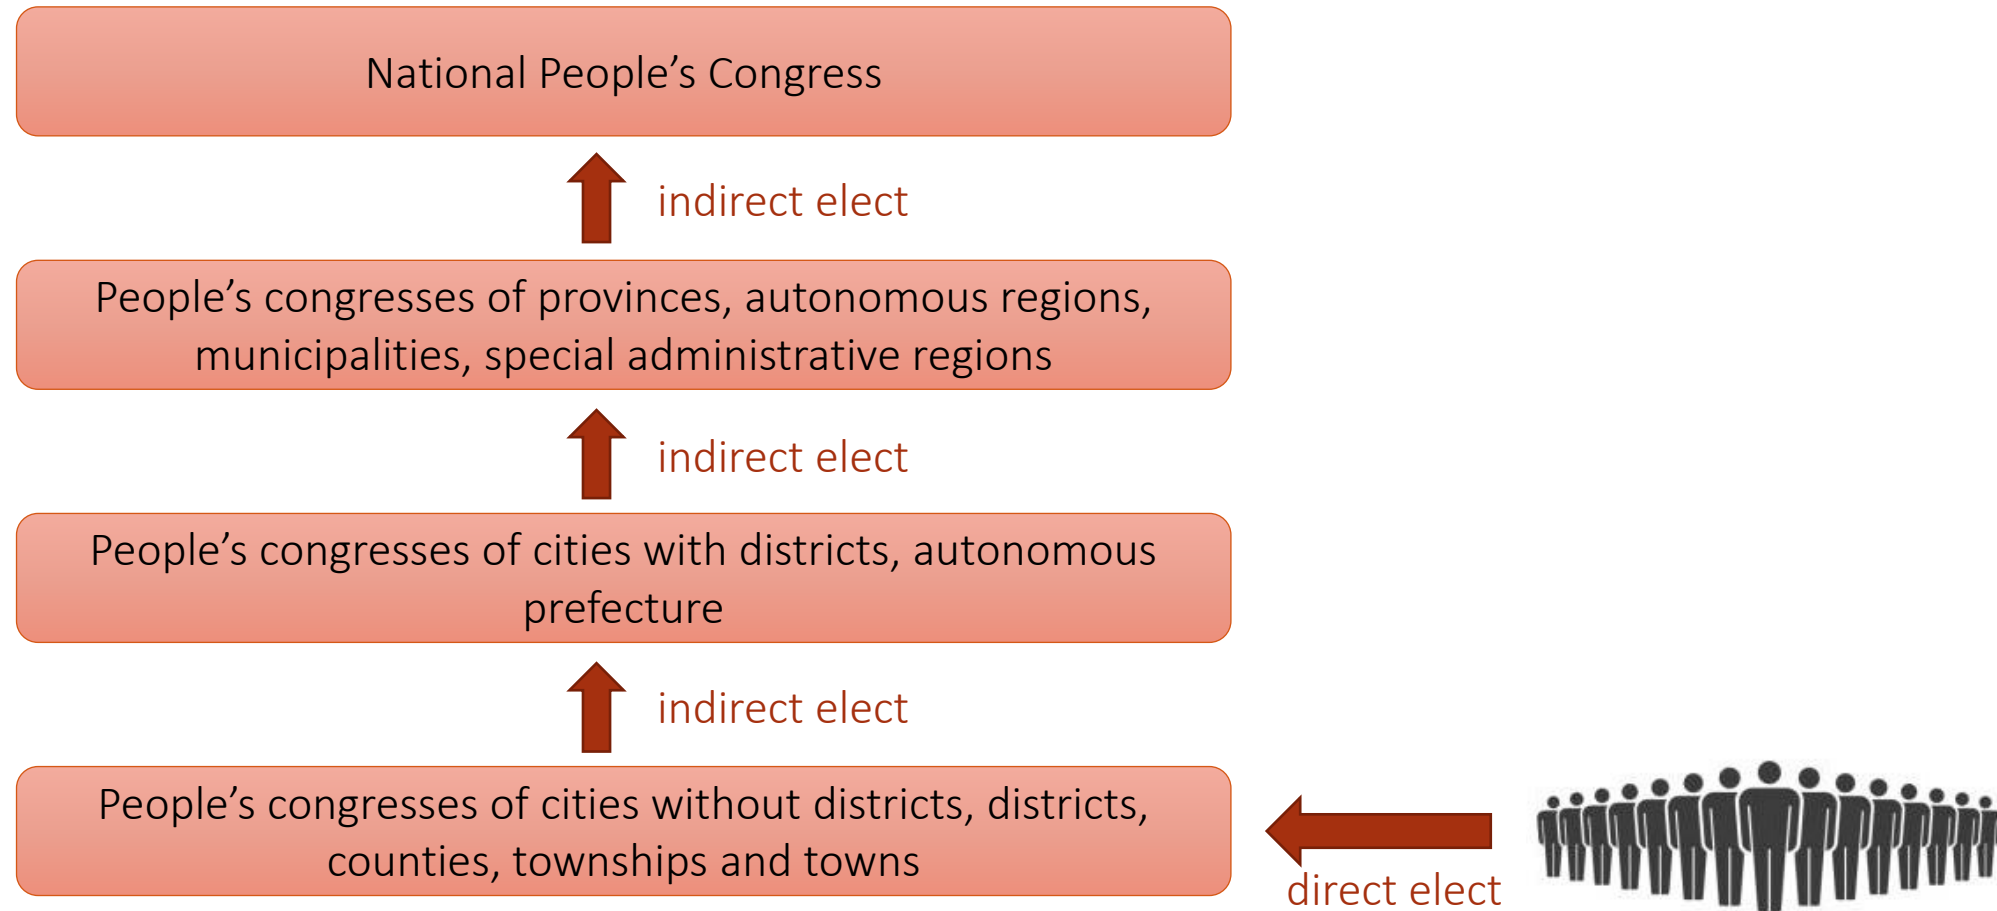 National People’s Congress
indirect elect
People’s congresses of provinces, autonomous regions,
municipalities, special administrative regions
indirect elect
People’s congresses of cities with districts, autonomous
prefecture
indirect elect
People’s congresses of cities without districts, districts,
counties, townships and towns
direct elect